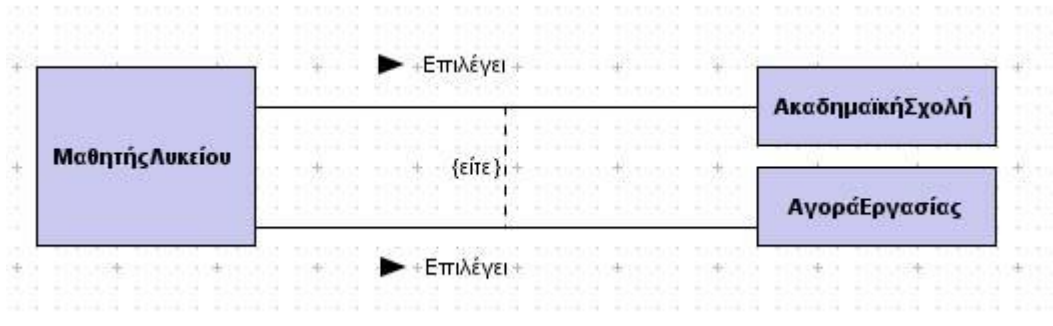 Επιλέγει
ΑκαδημαϊκήΣχολή
ΜαθητήςΛυκείου
{είτε}
ΑγοράΕργασίας
Επιλέγει